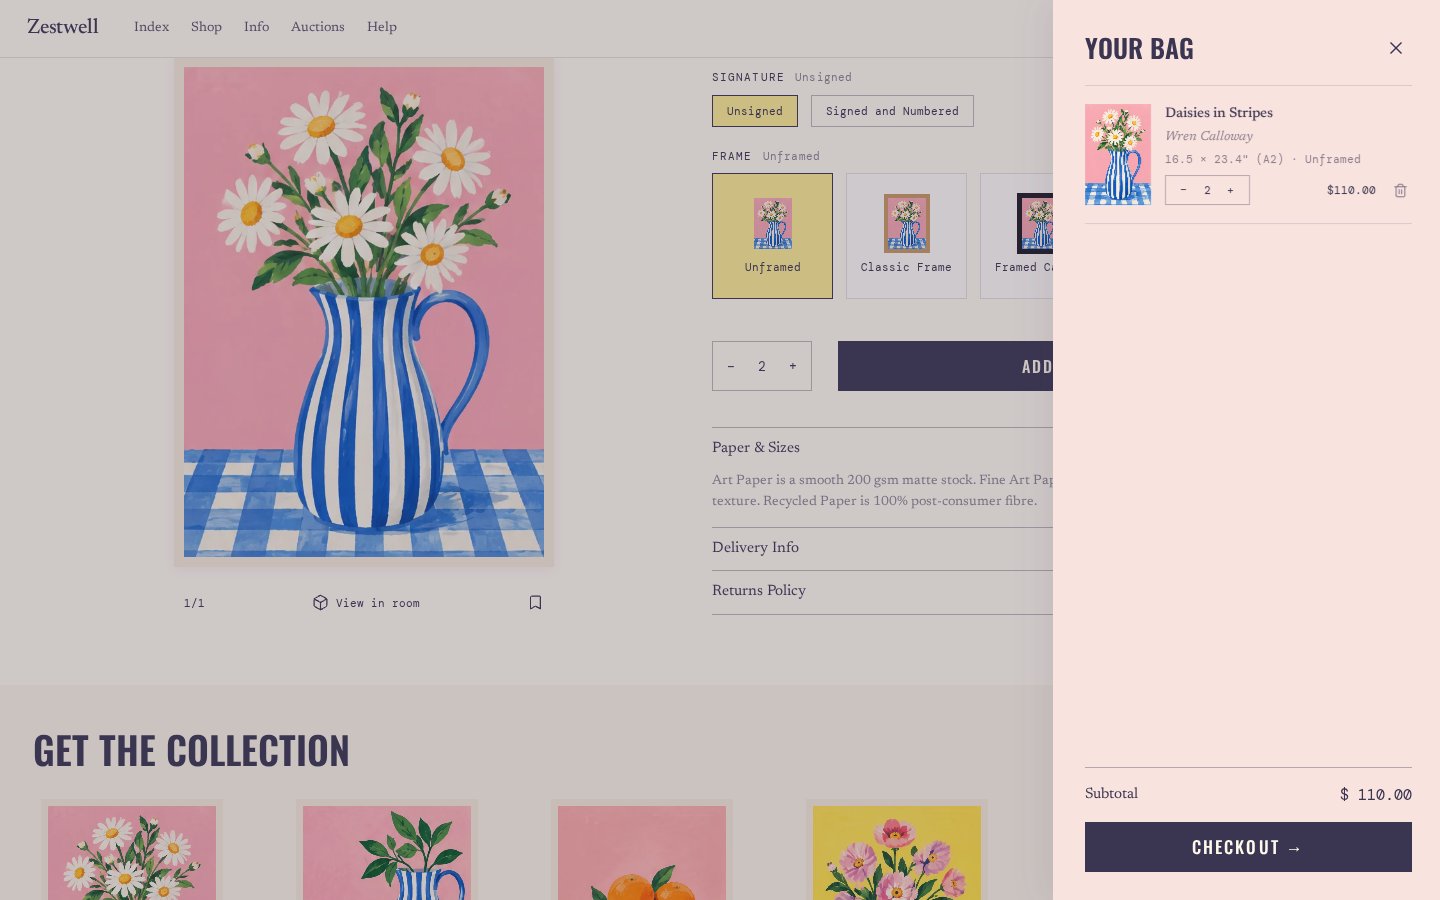 Zestwell
Index
Shop
Info
Auctions
Help
SIGNATURE Unsigned
Unsigned
Signed and Numbered
FRAME Unframed
Unframed
Classic Frame
Framed
− 2 +
ADD
Paper & Sizes
Art Paper is a smooth 200 gsm matte stock. Fine Art
texture. Recycled Paper is 100% post-consumer fibre.
Delivery Info
Returns Policy
1/1
View in room
GET THE COLLECTION
YOUR BAG
Daisies in Stripes
Wren Calloway
16.5 × 23.4" (A2) · Unframed
− 2 +
$110.00
Subtotal
$ 110.00
CHECKOUT →